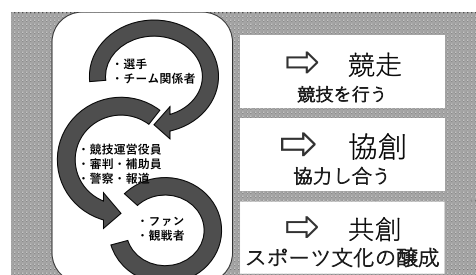 ・選手
・チーム関係者
⇨ 競走
競技を行う
・競技運営役員
・審判・補助員
・警察・報道
⇨ 協創
協力し合う
・ファン
・観戦者
⇨ 共創
スポーツ文化の醸成